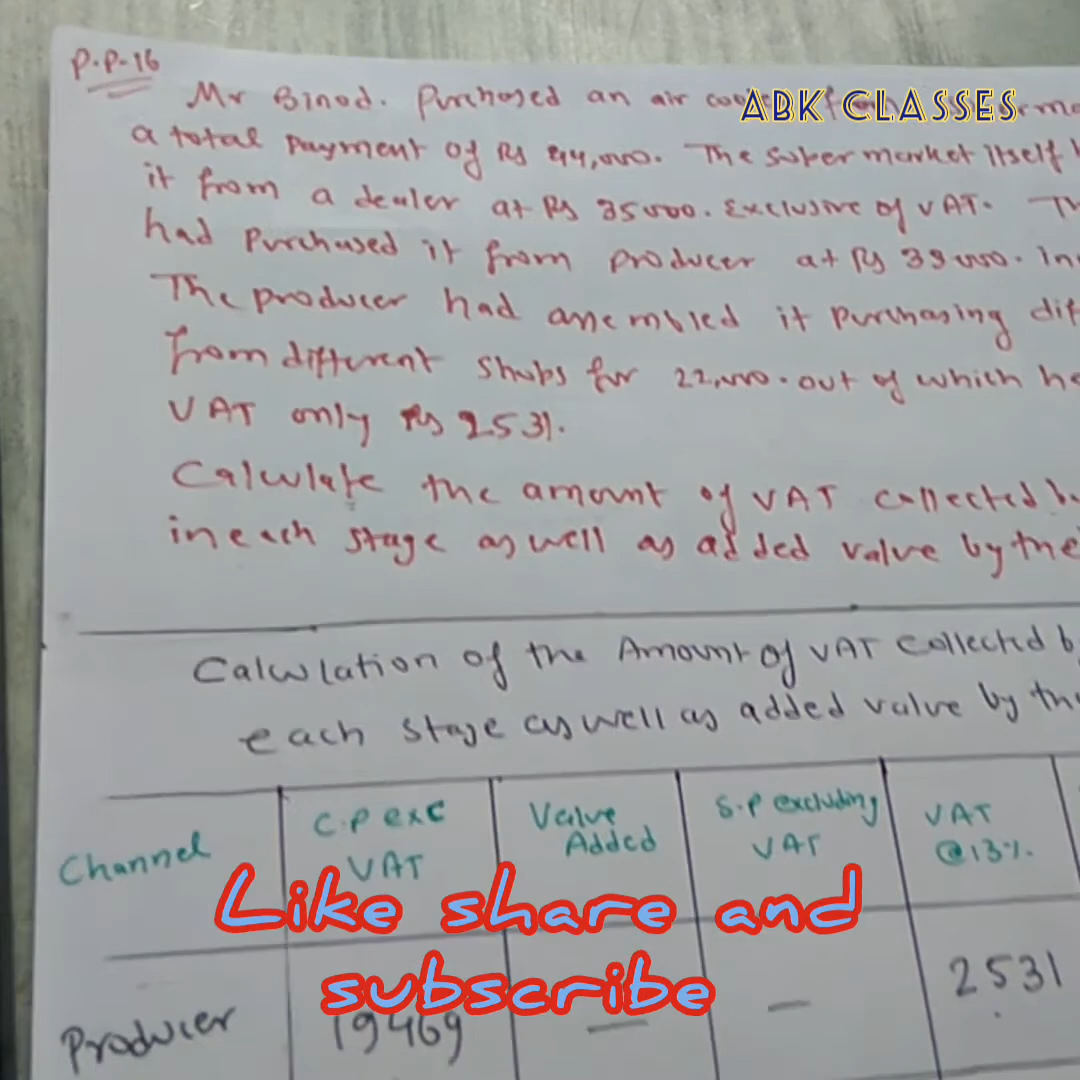 P.P-16
Mr Binod. Purchased an air
ABK CLASSES
a total payment of Rs 44,000. The super market itself
it from a dealer at Rs 35000. Exclusive of VAT.
had purchased it from producer at Rs 33000.
The producer had assembled it purchasing
from different shops for 22,000. out of which
VAT only Rs 2531.
Calculate the amount of VAT collected
in each stage as well as added value by the
Calculation of the Amount of VAT collected
each stage as well as added value by the
Channel C.P exc VAT Value Added S.P excluding VAT VAT @13%.
Like share and
subscribe
Producer 19469 — — 2531